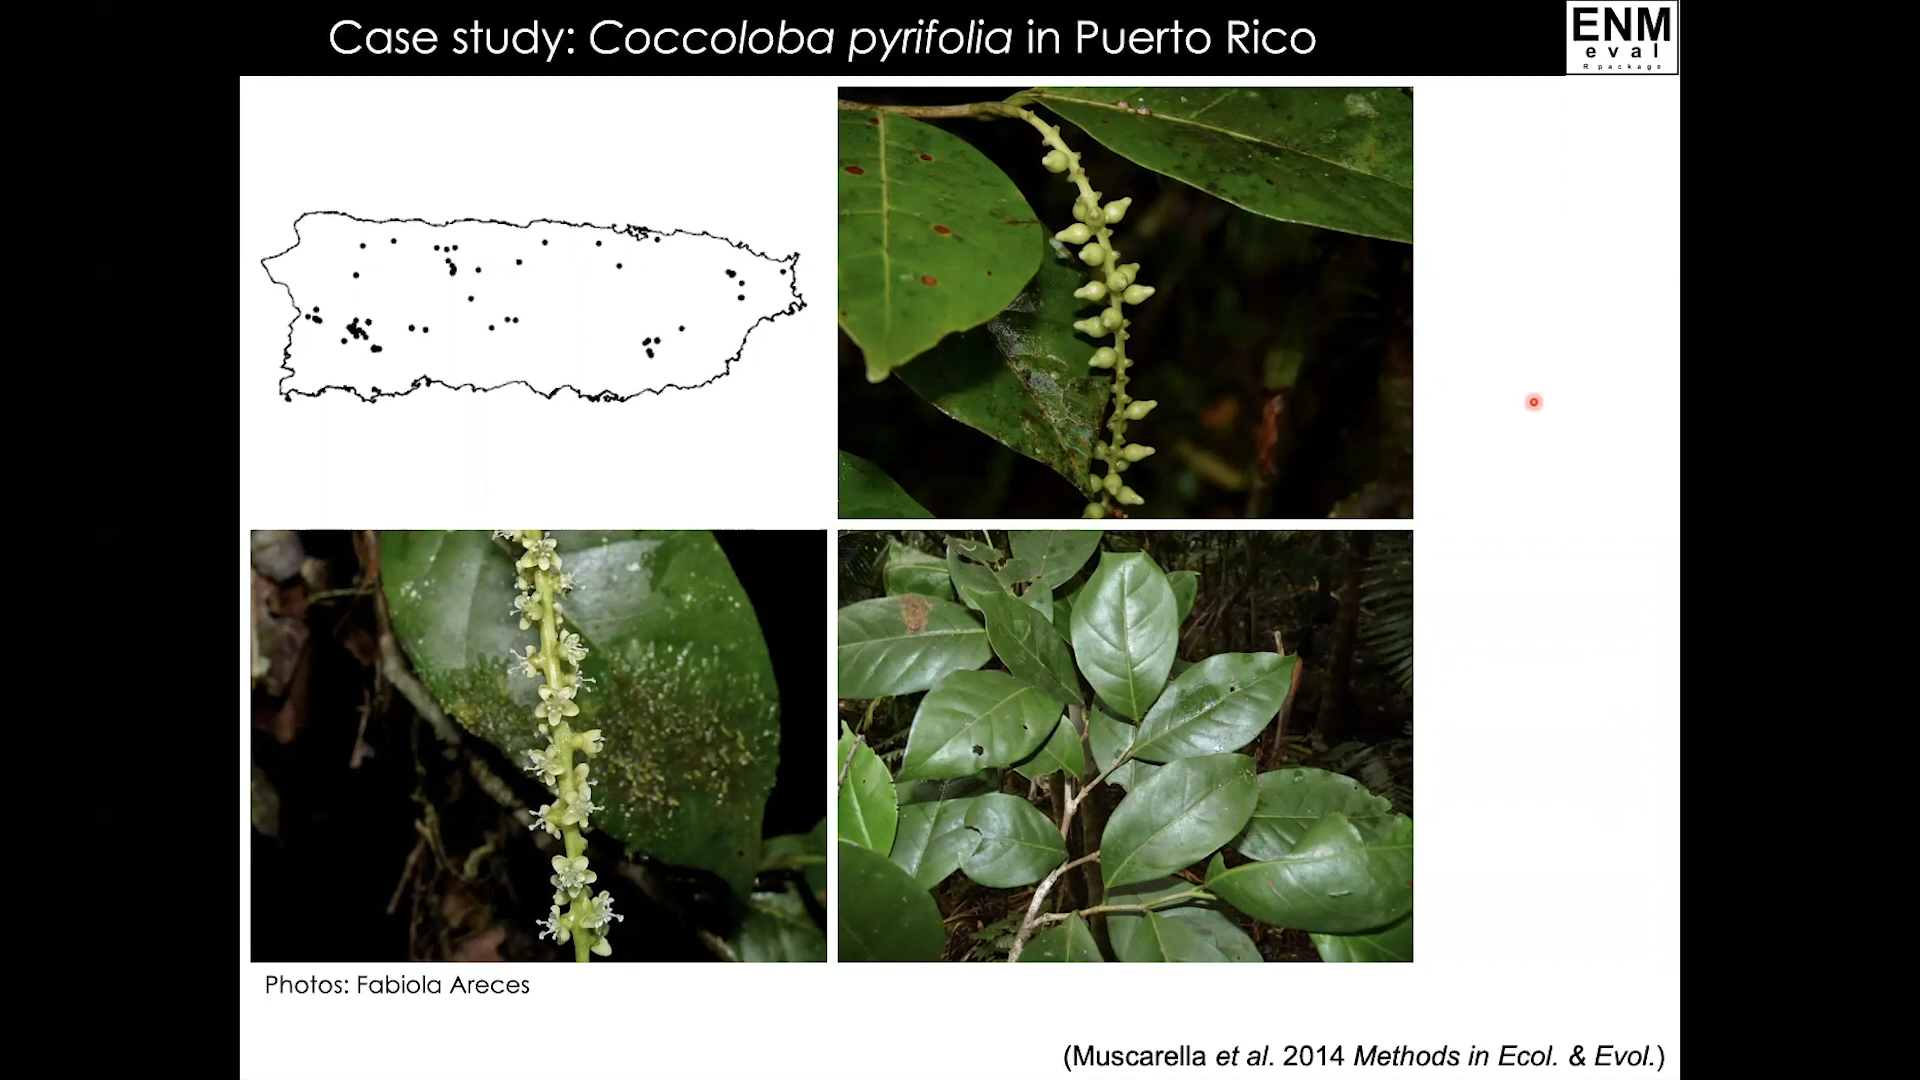 Case study: Coccoloba pyrifolia in Puerto Rico
ENM
eval
R package
Photos: Fabiola Areces
(Muscarella et al. 2014 Methods in Ecol. & Evol.)